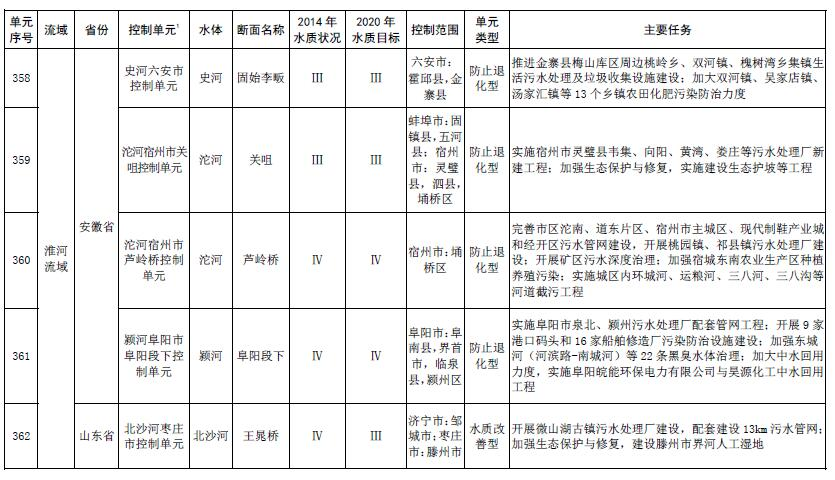 单元序号 流域 省份 控制单元1 水体 断面名称 2014 年水质状况 2020 年水质目标 控制范围 单元类型 主要任务
358
史河六安市
控制单元
史河
固始李畈
III
III
六安市：
霍邱县，金
寨县
防止退
化型
推进金寨县梅山库区周边桃岭乡、双河镇、槐树湾乡集镇生
活污水处理及垃圾收集设施建设；加大双河镇、吴家店镇、
汤家汇镇等 13 个乡镇农田化肥污染防治力度
359
沱河宿州市关
咀控制单元
沱河
关咀
III
III
蚌埠市：固
镇县，五河
县；宿州
市：灵璧
县，泗县，
埇桥区
防止退
化型
实施宿州市灵璧县韦集、向阳、黄湾、娄庄等污水处理厂新
建工程；加强生态保护与修复，实施建设生态护坡等工程
淮河
流域
安徽省
360
沱河宿州市
芦岭桥控制
单元
沱河
芦岭桥
IV
IV
宿州市：埇
桥区
防止退
化型
完善市区沱南、道东片区、宿州市主城区、现代制鞋产业城
和经开区污水管网建设，开展桃园镇、祁县镇污水处理厂建
设；开展矿区污水深度治理；加强宿城东南农业生产区种植
养殖污染；实施城区内环城河、运粮河、三八河、三八沟等
河道截污工程
361
颍河阜阳市
阜阳段下控
制单元
颍河
阜阳段下
IV
IV
阜阳市：阜
南县，界首
市，临泉
县，颍州区
防止退
化型
实施阜阳市泉北、颍州污水处理厂配套管网工程；开展 9 家
港口码头和 16 家船舶修造厂污染防治设施建设；加强东城
河（河滨路-南城河）等 22 条黑臭水体治理；加大中水回用
力度，实施阜阳皖能环保电力有限公司与昊源化工中水回用
工程
362
山东省
北沙河枣庄
市控制单元
北沙河
王晁桥
IV
III
济宁市：邹
城市；枣庄
市：滕州市
水质改
善型
开展微山湖古镇污水处理厂建设，配套建设 13km 污水管网；
加强生态保护与修复，建设滕州市界河人工湿地